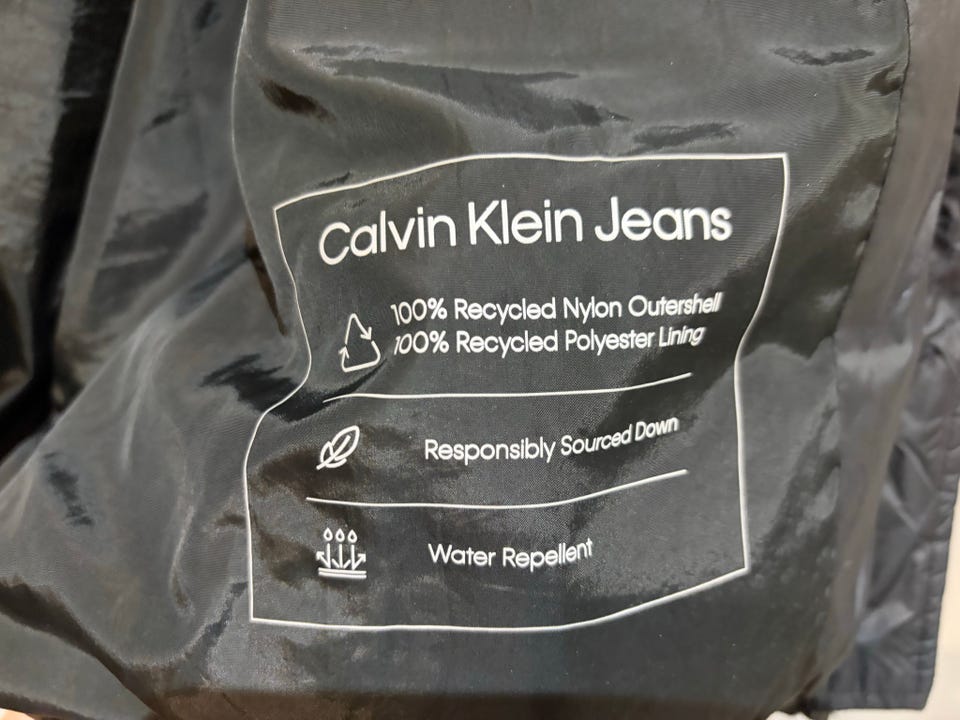 Calvin Klein Jeans
100% Recycled Nylon Outershell
100% Recycled Polyester Lining
Responsibly Sourced Down
Water Repellent